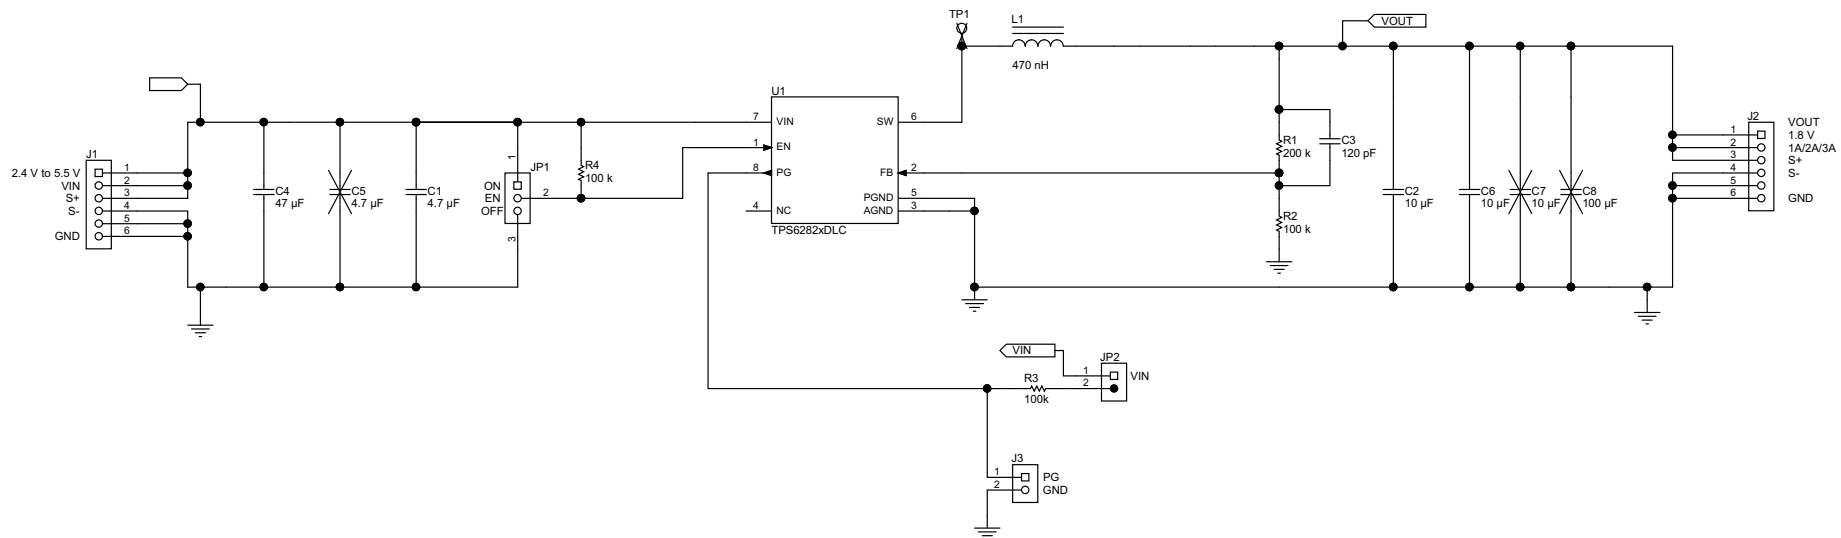 TP1
L1
470 nH
VOUT
U1
7
VIN
SW
6
1
EN
8
PG
FB
2
PGND
5
4
NC
AGND
3
TPS6282xDLC
J1
2.4 V to 5.5 V
1
VIN
2
S+
3
S-
4
5
GND
6
C4
47 µF
C5
4.7 µF
C1
4.7 µF
1
JP1
ON
EN
2
OFF
3
R4
100 k
R1
200 k
C3
120 pF
R2
100 k
C2
10 µF
C6
10 µF
C7
10 µF
C8
100 µF
J2
VOUT
1
1.8 V
2
1A/2A/3A
3
S+
4
S-
5
6
GND
VIN
JP2
1
VIN
2
R3
100k
J3
1
PG
2
GND